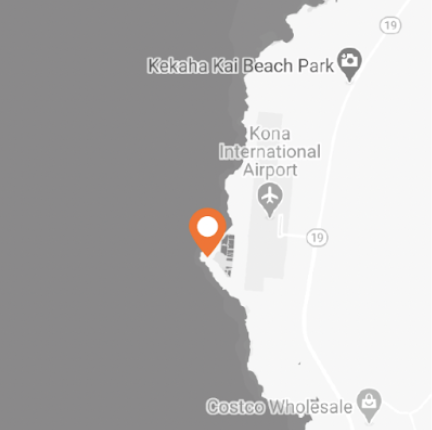 19
Kekaha Kai Beach Park
Kona
International
Airport
19
Costco Wholesale